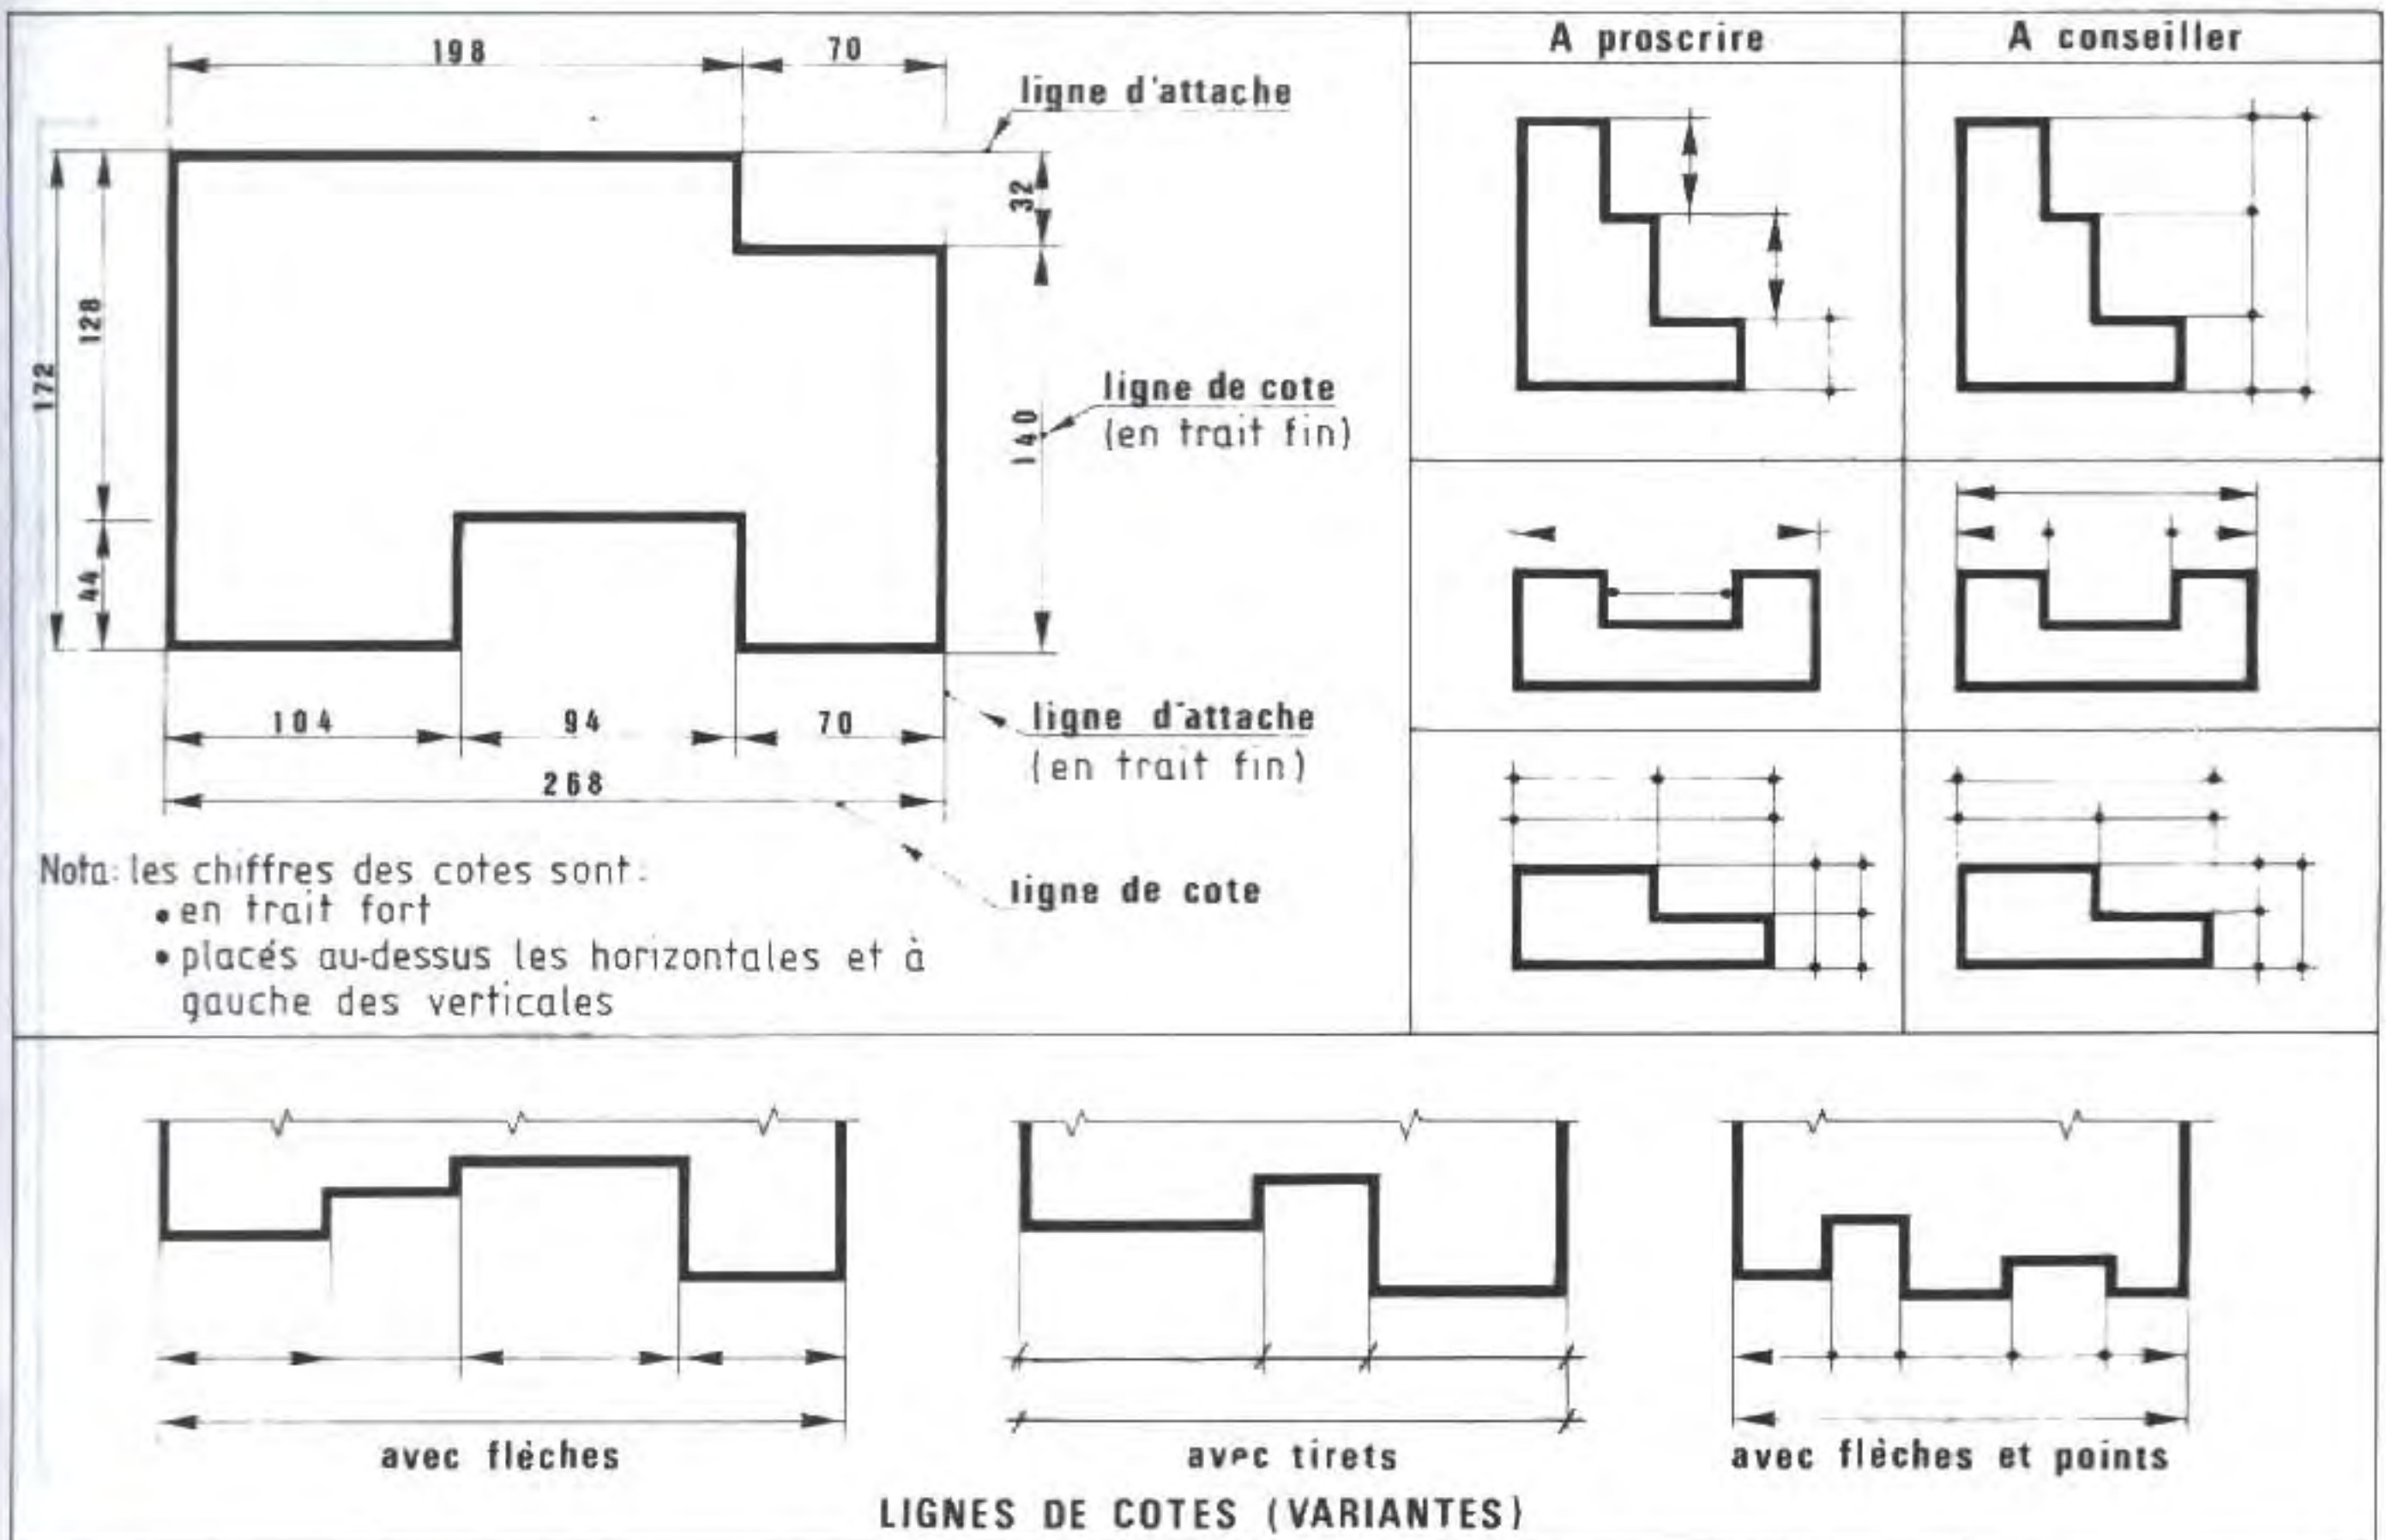 198
70
ligne d'attache
32
172
128
44
140
ligne de cote
(en trait fin)
104
94
70
268
ligne d'attache
(en trait fin)
ligne de cote
Nota: les chiffres des cotes sont:
• en trait fort
• placés au-dessus les horizontales et à
gauche des verticales
A proscrire
A conseiller
avec flèches
avec tirets
avec flèches et points
LIGNES DE COTES (VARIANTES)